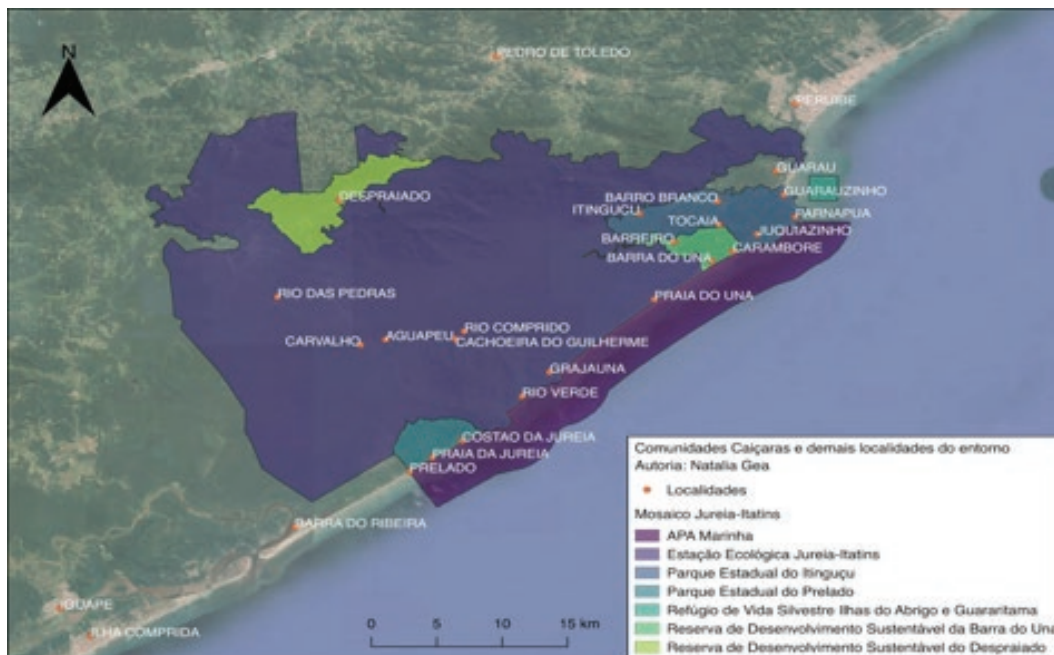 N
PEDRO DE TOLEDO
PERUIBE
GUARAU
GUARAUZINHO
DESPRAIADO
BARRO BRANCO
ITINGUÇU
PARNAPUA
TOCAIA
JUQUIAZINHO
BARREIRO
CARAMBORE
BARRA DO UNA
RIO DAS PEDRAS
PRAIA DO UNA
RIO COMPRIDO
CARVALHO
AGUAPEU
CACHOEIRA DO GUILHERME
GRAJAUNA
RIO VERDE
COSTAO DA JUREIA
PRAIA DA JUREIA
PRELADO
BARRA DO RIBEIRA
IGUAPE
ILHA COMPRIDA
0 5 10 15 km
Comunidades Caiçaras e demais localidades do entorno
Autoria: Natalia Gea
Localidades
Mosaico Jureia-Itatins
APA Marinha
Estação Ecológica Jureia-Itatins
Parque Estadual do Itinguçu
Parque Estadual do Prelado
Refúgio de Vida Silvestre Ilhas do Abrigo e Guararitama
Reserva de Desenvolvimento Sustentável da Barra do Una
Reserva de Desenvolvimento Sustentável do Despraiado